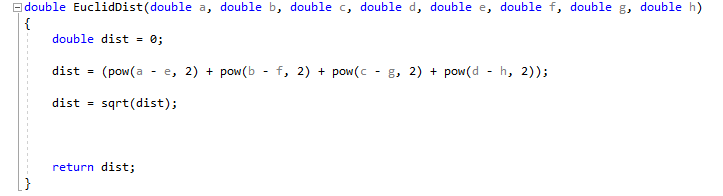 double EuclidDist(double a, double b, double c, double d, double e, double f, double g, double h)
{
    double dist = 0;
    dist = (pow(a - e, 2) + pow(b - f, 2) + pow(c - g, 2) + pow(d - h, 2));
    dist = sqrt(dist);
    return dist;
}